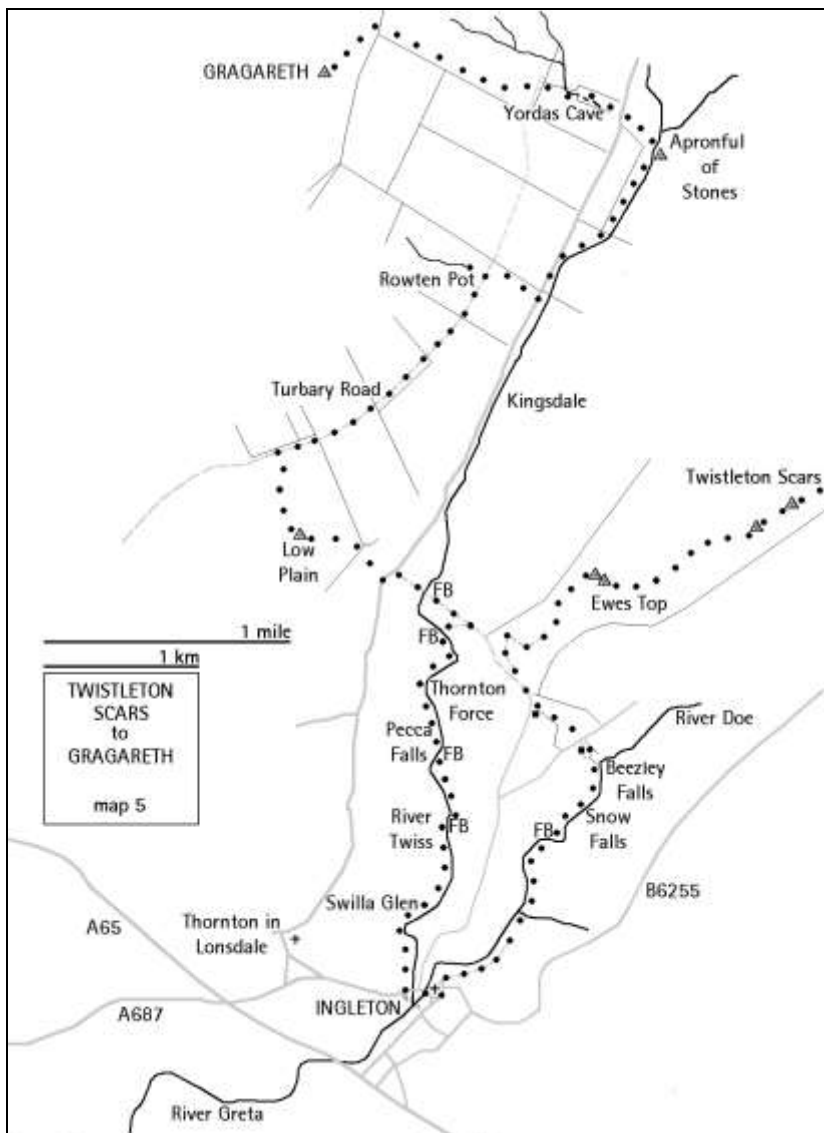 GRAGARETH
Yordas Cave
Apronful
of
Stones
Rowten Pot
Turbary Road
Kingsdale
Twistleton Scars
Low
Plain
FB
Ewes Top
FB
1 mile
1 km
TWISTLETON
SCARS
to
GRAGARETH
map 5
Thornton
Force
River Doe
Pecca
Falls
FB
Beezley
Falls
River
Twiss
FB
FB
Snow
Falls
B6255
Swilla Glen
A65
Thornton in
Lonsdale
INGLETON
A687
River Greta